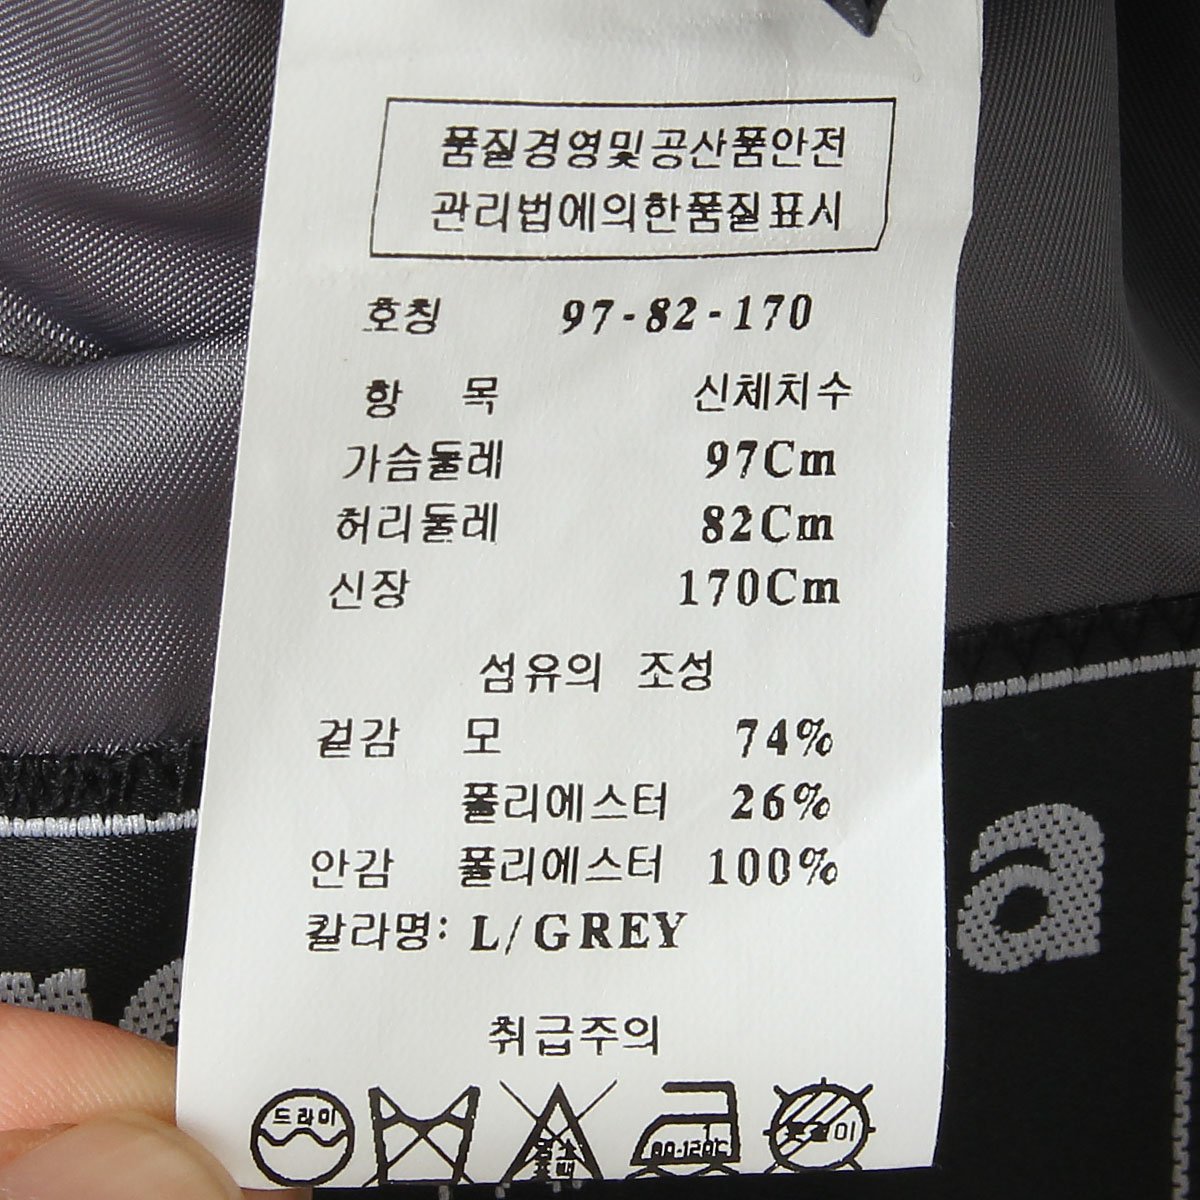 품질경영및공산품안전
관리법에의한품질표시
호칭 97-82-170
항 목 신체치수
가슴둘레 97Cm
허리둘레 82Cm
신장 170Cm
섬유의 조성
겉감 모 74%
폴리에스터 26%
안감 폴리에스터 100%
칼라명: L/GREY
a
취급주의
드라이